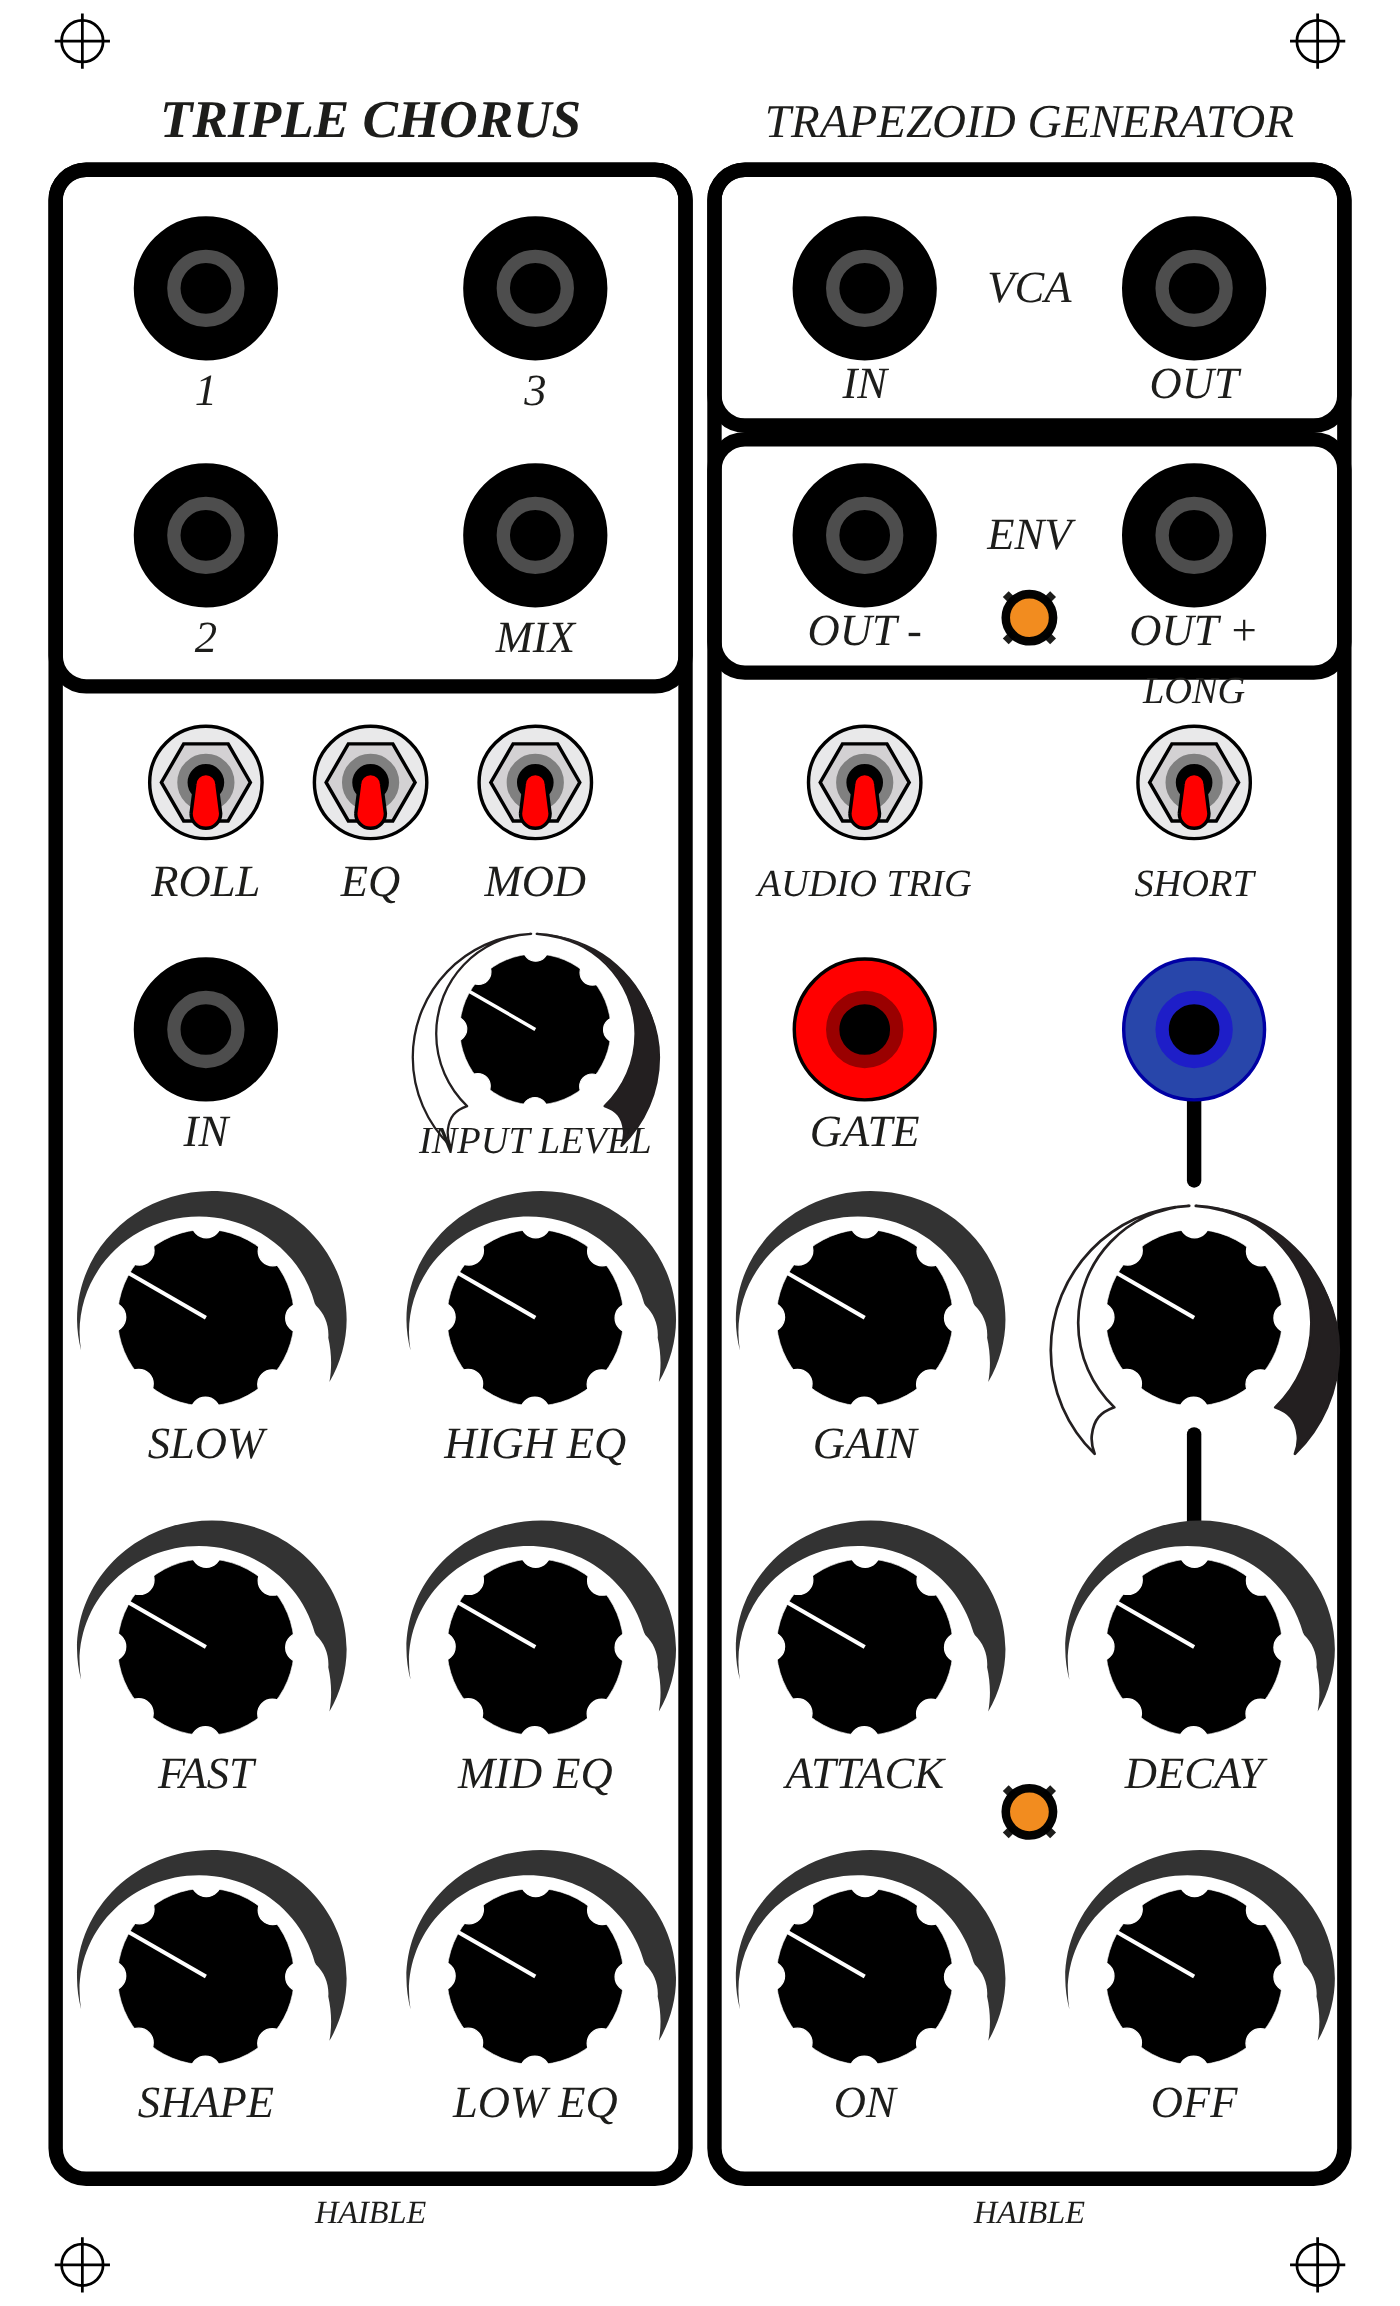 TRIPLE CHORUS
1
3
2
MIX
ROLL
EQ
MOD
IN
INPUT LEVEL
SLOW
HIGH EQ
FAST
MID EQ
SHAPE
LOW EQ
HAIBLE
TRAPEZOID GENERATOR
VCA
IN
OUT
ENV
OUT -
OUT +
LONG
AUDIO TRIG
SHORT
GATE
GAIN
ATTACK
DECAY
ON
OFF
HAIBLE